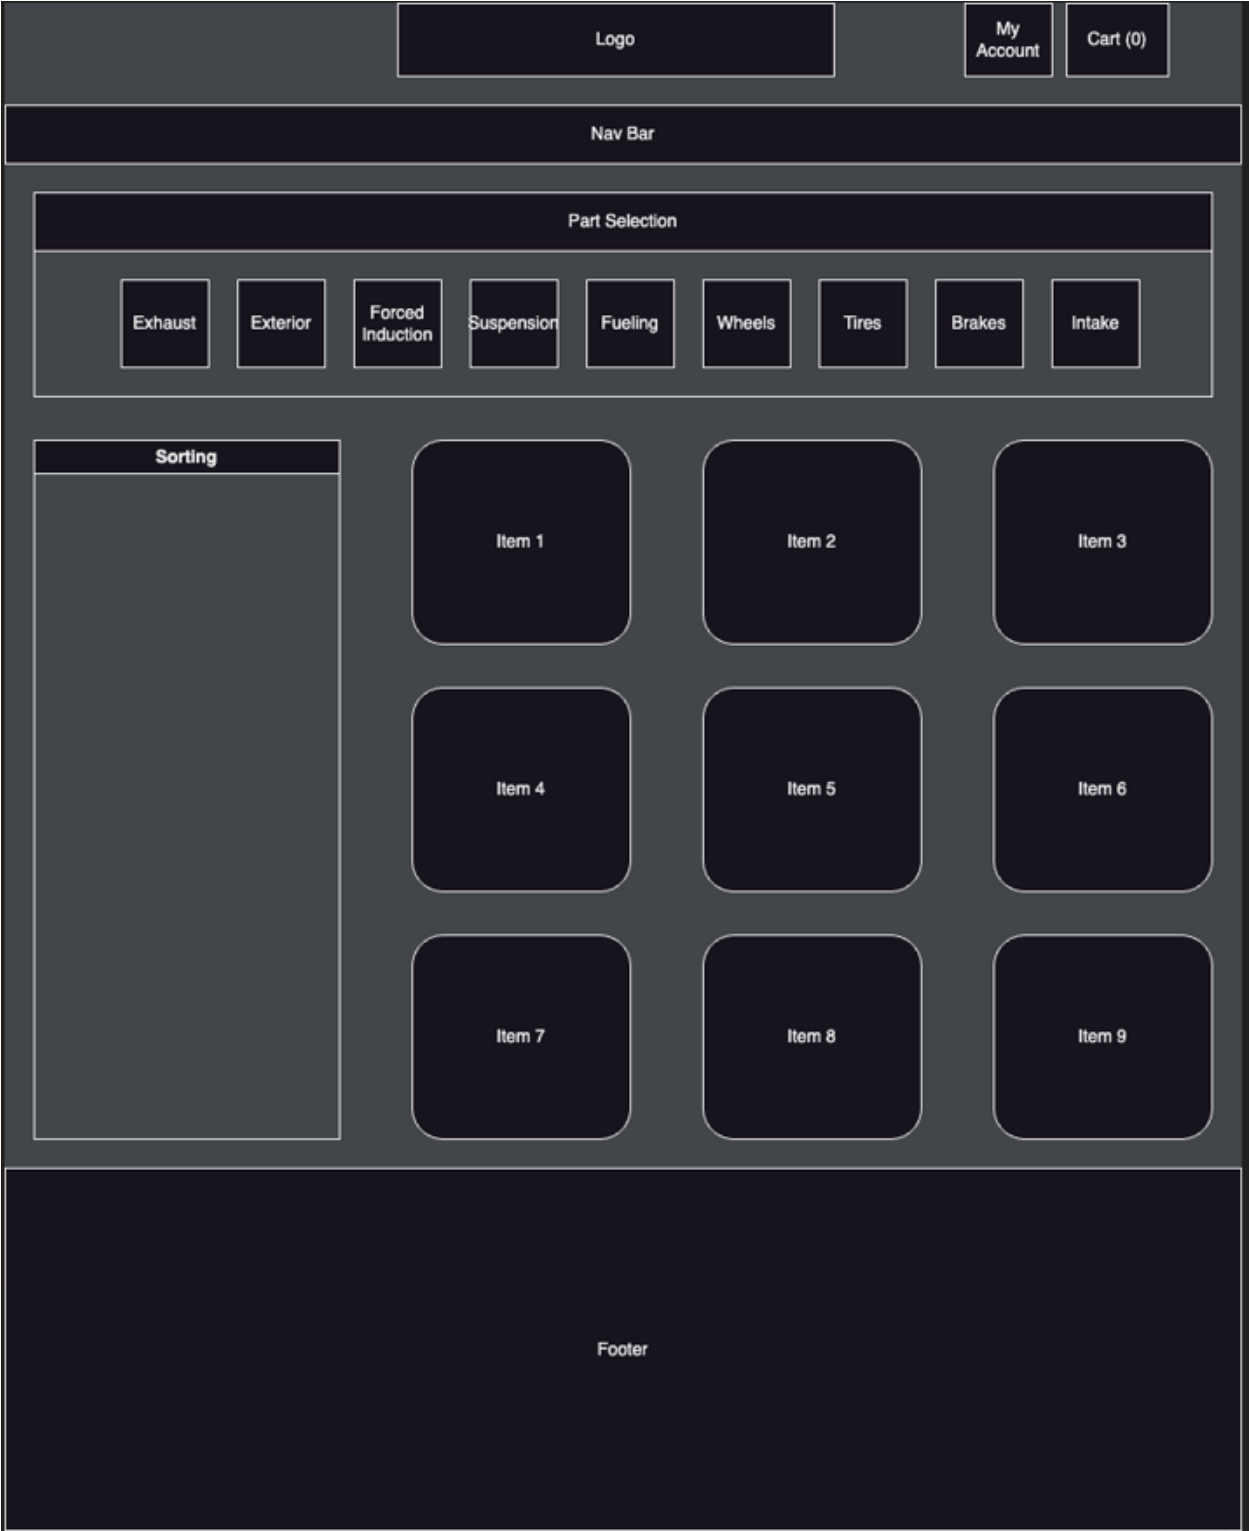 Logo
My
Account
Cart (0)
Nav Bar
Part Selection
Exhaust
Exterior
Forced
Induction
Suspension
Fueling
Wheels
Tires
Brakes
Intake
Sorting
Item 1
Item 2
Item 3
Item 4
Item 5
Item 6
Item 7
Item 8
Item 9
Footer